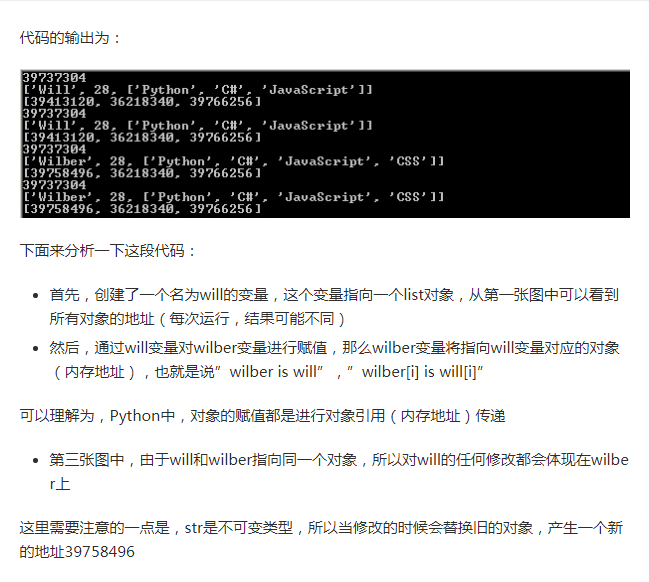 代码的输出为：
39737304
['Will', 28, ['Python', 'C#', 'JavaScript']]
[39413120, 36218340, 39766256]
39737304
['Will', 28, ['Python', 'C#', 'JavaScript']]
[39413120, 36218340, 39766256]
39737304
['Wilber', 28, ['Python', 'C#', 'JavaScript', 'CSS']]
[39758496, 36218340, 39766256]
39737304
['Wilber', 28, ['Python', 'C#', 'JavaScript', 'CSS']]
[39758496, 36218340, 39766256]
下面来分析一下这段代码：
• 首先，创建了一个名为will的变量，这个变量指向一个list对象，从第一张图中可以看到
所有对象的地址（每次运行，结果可能不同）
• 然后，通过will变量对wilber变量进行赋值，那么wilber变量将指向will变量对应的对象
（内存地址），也就是说”wilber is will”，”wilber[i] is will[i]”
可以理解为，Python中，对象的赋值都是进行对象引用（内存地址）传递
• 第三张图中，由于will和wilber指向同一个对象，所以对will的任何修改都会体现在wilbe
r上
这里需要注意的一点是，str是不可变类型，所以当修改的时候会替换旧的对象，产生一个新
的地址39758496